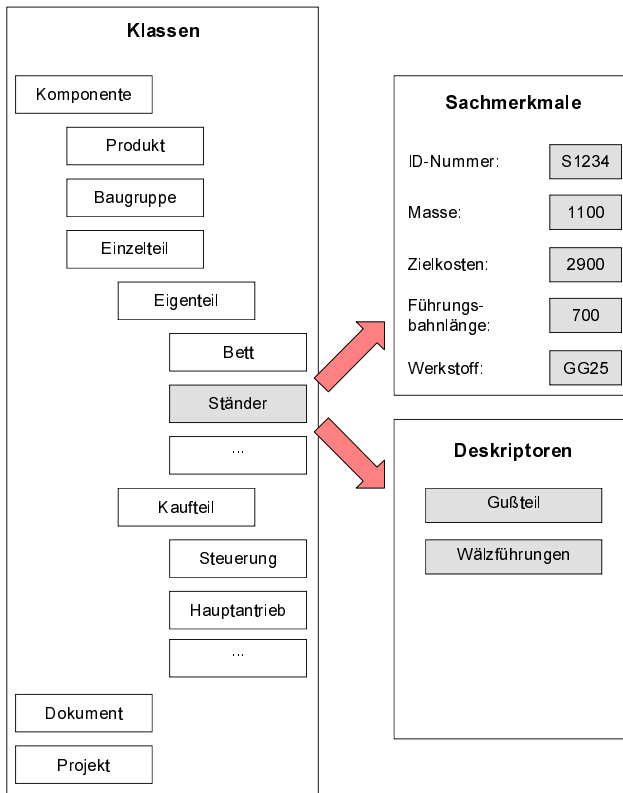 Klassen
Komponente
Produkt
Baugruppe
Einzelteil
Eigenteil
Bett
Ständer
...
Kaufteil
Steuerung
Hauptantrieb
...
Dokument
Projekt
Sachmerkmale
ID-Nummer: S1234
Masse: 1100
Zielkosten: 2900
Führungs-
bahnlänge: 700
Werkstoff: GG25
Deskriptoren
Gußteil
Wälzführungen